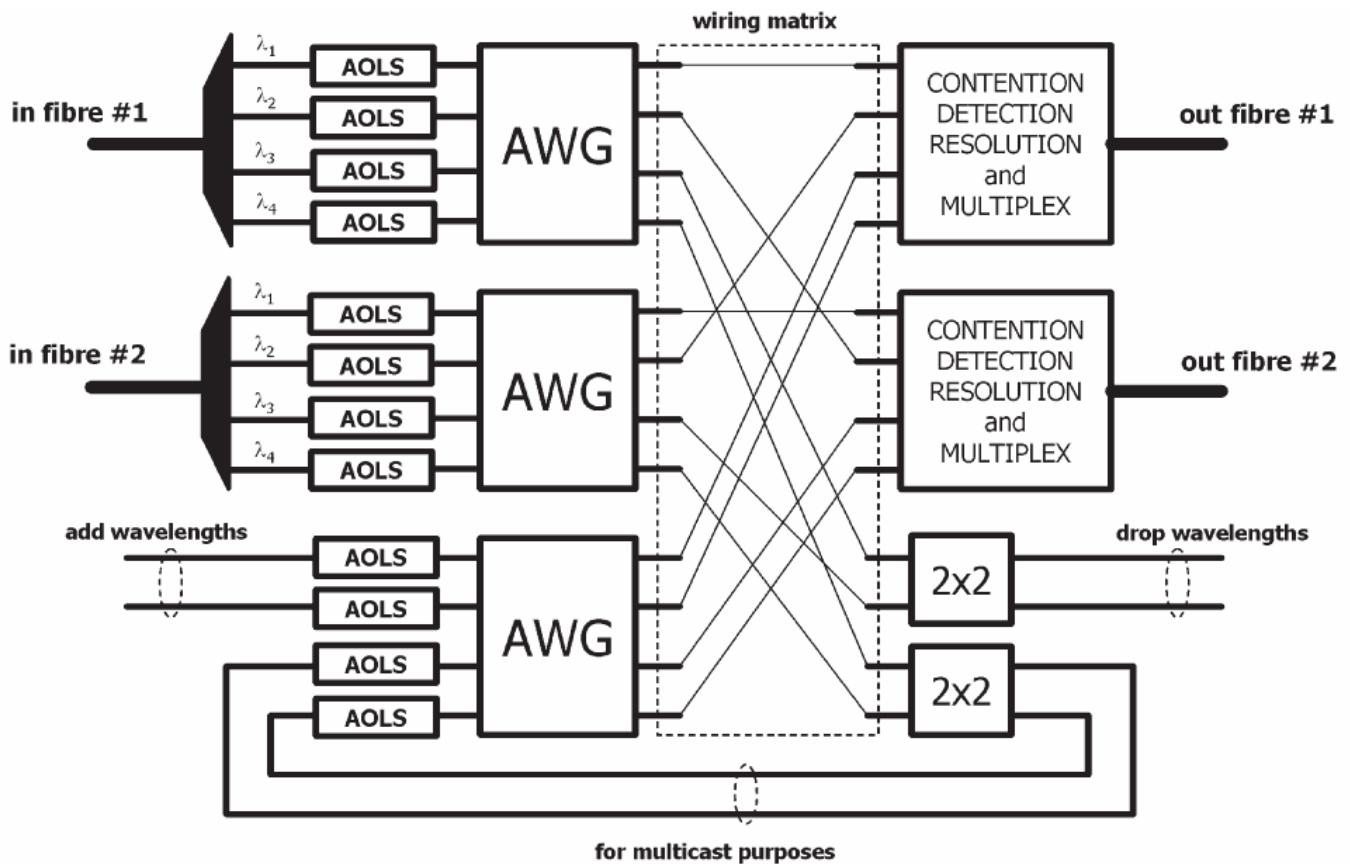 wiring matrix
in fibre #1
λ1
λ2
λ3
λ4
AOLS
AOLS
AOLS
AOLS
AWG
CONTENTION
DETECTION
RESOLUTION
and
MULTIPLEX
out fibre #1
in fibre #2
λ1
λ2
λ3
λ4
AOLS
AOLS
AOLS
AOLS
AWG
CONTENTION
DETECTION
RESOLUTION
and
MULTIPLEX
out fibre #2
add wavelengths
AOLS
AOLS
AOLS
AOLS
AWG
2x2
2x2
drop wavelengths
for multicast purposes